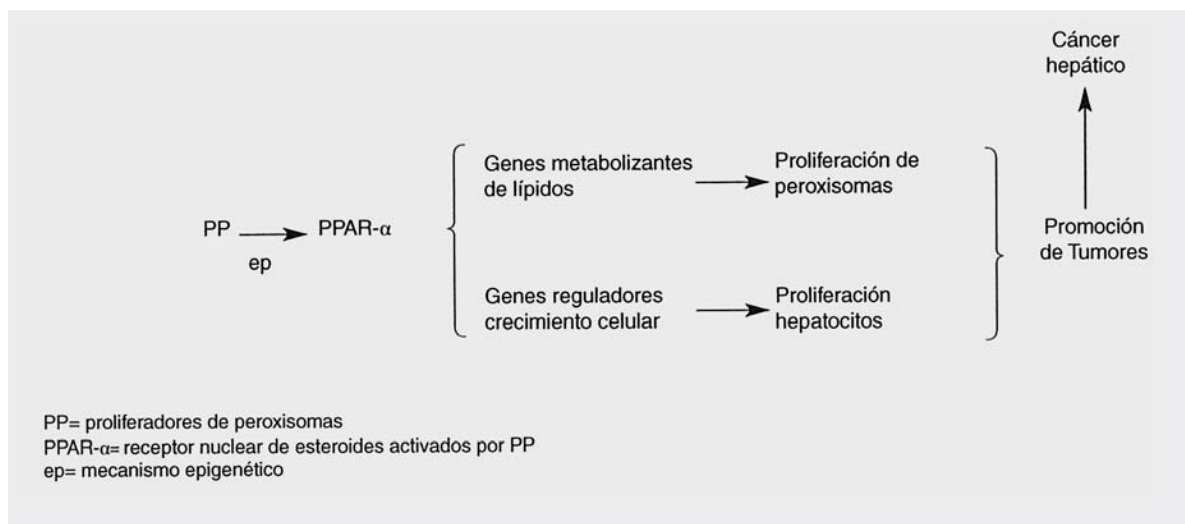 Cáncer
hepático
Genes metabolizantes
de lípidos
Proliferación de
peroxisomas
PP
ep
PPAR-α
Promoción
de Tumores
Genes reguladores
crecimiento celular
Proliferación
hepatocitos
PP= proliferadores de peroxisomas
PPAR-α= receptor nuclear de esteroides activados por PP
ep= mecanismo epigenético